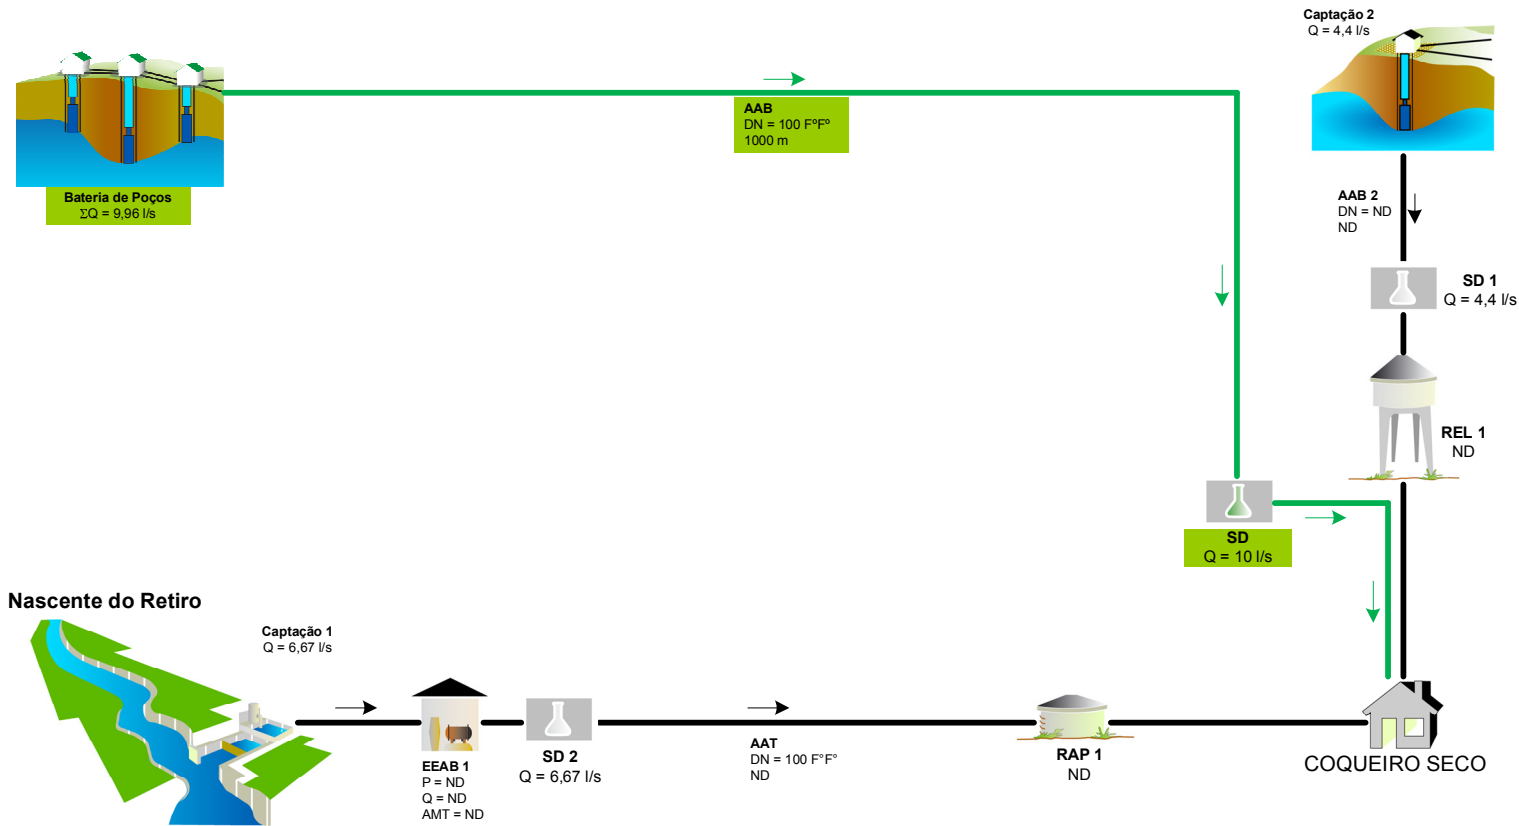 Captação 2
Q = 4,4 l/s
AAB
DN = 100 FºFº
1000 m
Bateria de Poços
ΣQ = 9,96 l/s
AAB 2
DN = ND
ND
SD 1
Q = 4,4 l/s
REL 1
ND
SD
Q = 10 l/s
Nascente do Retiro
Captação 1
Q = 6,67 l/s
EEAB 1
P = ND
Q = ND
AMT = ND
SD 2
Q = 6,67 l/s
AAT
DN = 100 F°F°
ND
RAP 1
ND
COQUEIRO SECO